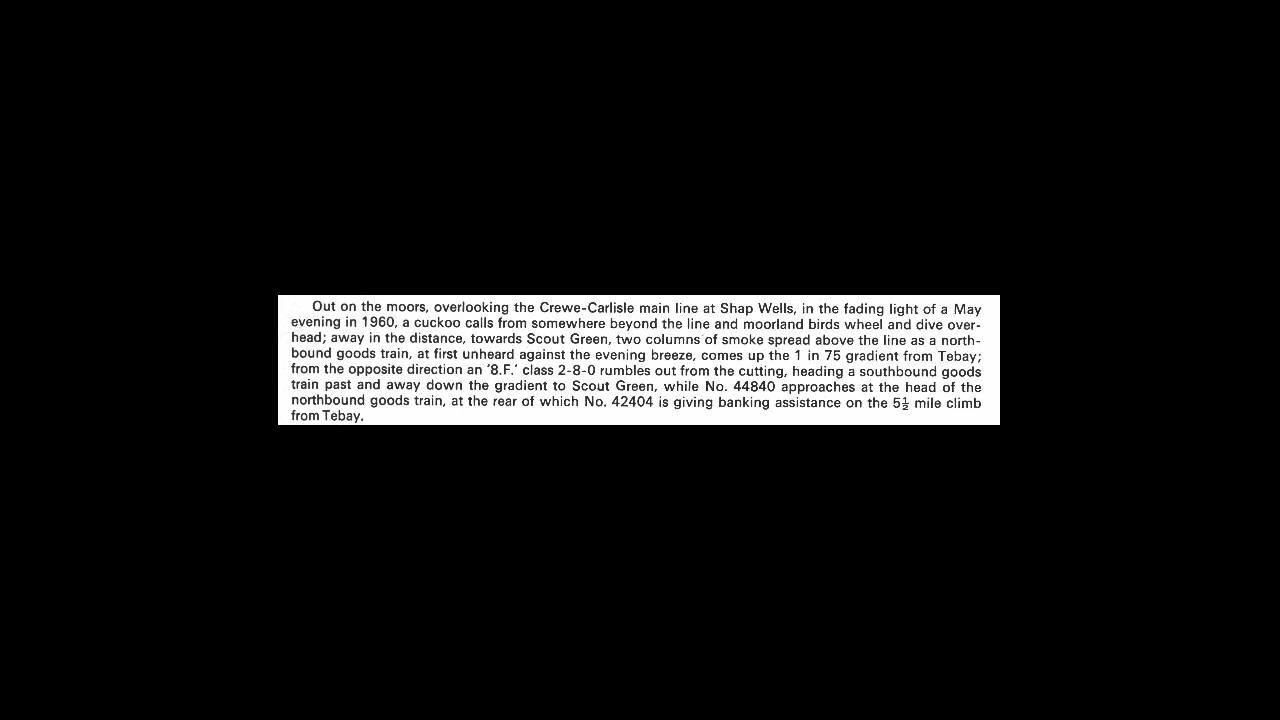 Out on the moors, overlooking the Crewe-Carlisle main line at Shap Wells, in the fading light of a May
evening in 1960, a cuckoo calls from somewhere beyond the line and moorland birds wheel and dive over-
head; away in the distance, towards Scout Green, two columns of smoke spread above the line as a north-
bound goods train, at first unheard against the evening breeze, comes up the 1 in 75 gradient from Tebay;
from the opposite direction an '8.F.' class 2-8-0 rumbles out from the cutting, heading a southbound goods
train past and away down the gradient to Scout Green, while No. 44840 approaches at the head of the
northbound goods train, at the rear of which No. 42404 is giving banking assistance on the 5½ mile climb
from Tebay.